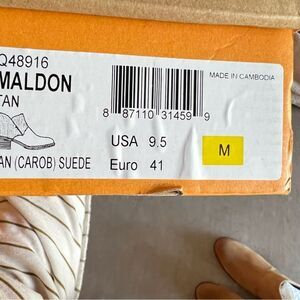 Q48916
MALDON
TAN
MADE IN CAMBODIA
8 87110 31459 9
USA 9.5
M
AN (CAROB) SUEDE
Euro 41